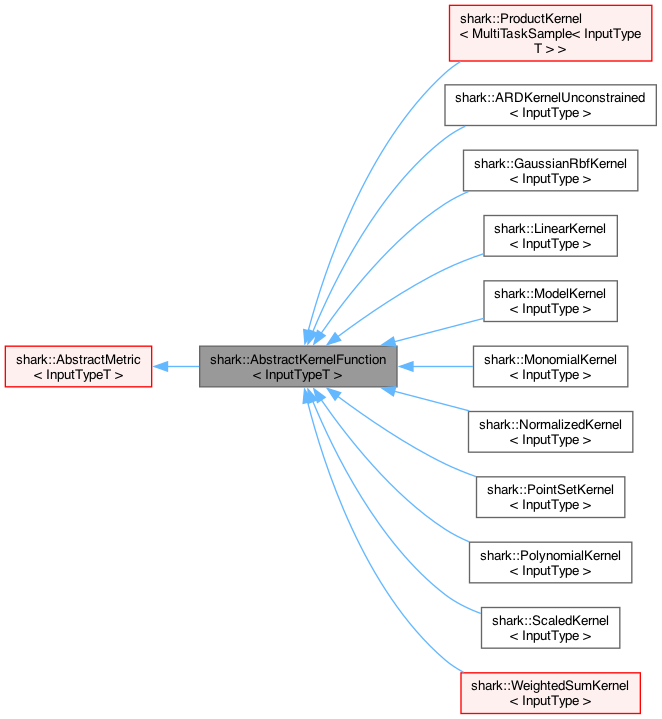 shark::ProductKernel
< MultiTaskSample< InputType
T > >
shark::ARDKernelUnconstrained
< InputType >
shark::GaussianRbfKernel
< InputType >
shark::LinearKernel
< InputType >
shark::ModelKernel
< InputType >
shark::AbstractMetric
< InputTypeT >
shark::AbstractKernelFunction
< InputTypeT >
shark::MonomialKernel
< InputType >
shark::NormalizedKernel
< InputType >
shark::PointSetKernel
< InputType >
shark::PolynomialKernel
< InputType >
shark::ScaledKernel
< InputType >
shark::WeightedSumKernel
< InputType >